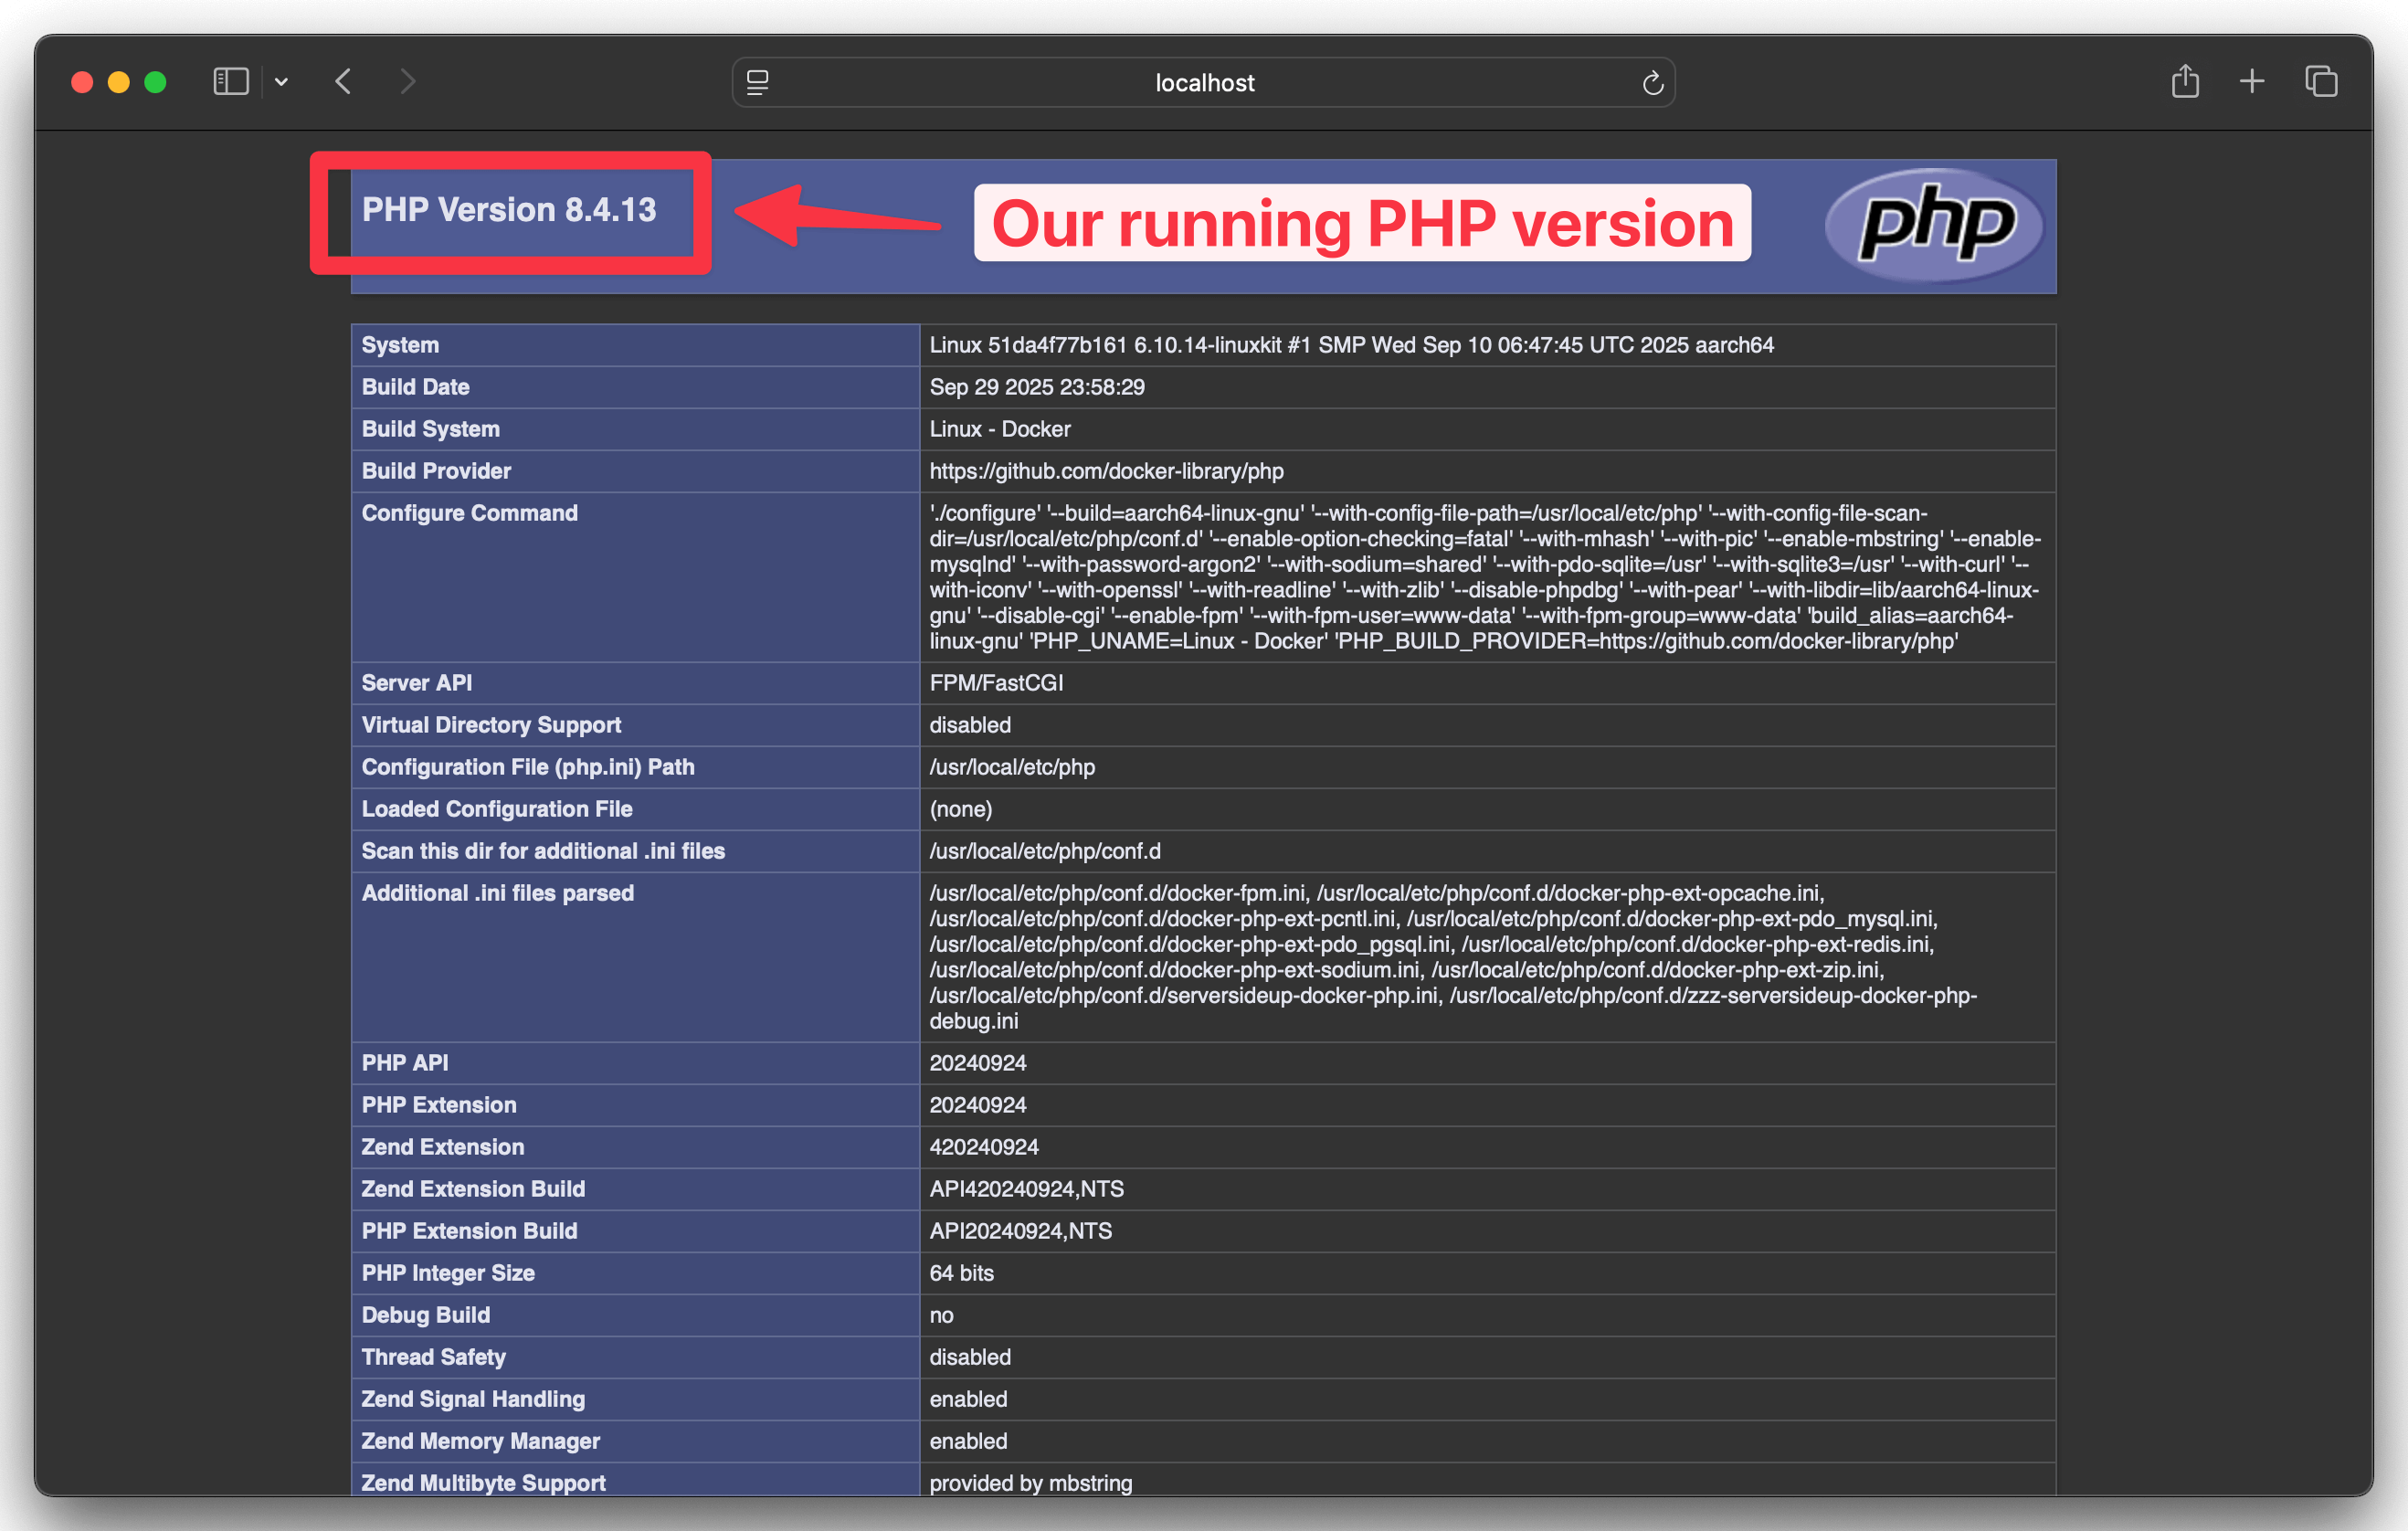 localhost
PHP Version 8.4.13
Our running PHP version
php
System
Linux 51da4f77b161 6.10.14-linuxkit #1 SMP Wed Sep 10 06:47:45 UTC 2025 aarch64
Build Date
Sep 29 2025 23:58:29
Build System
Linux - Docker
Build Provider
https://github.com/docker-library/php
Configure Command
'./configure' '--build=aarch64-linux-gnu' '--with-config-file-path=/usr/local/etc/php' '--with-config-file-scan-
dir=/usr/local/etc/php/conf.d' '--enable-option-checking=fatal' '--with-mhash' '--with-pic' '--enable-mbstring' '--enable-
mysqlnd' '--with-password-argon2' '--with-sodium=shared' '--with-pdo-sqlite=/usr' '--with-sqlite3=/usr' '--with-curl' '--
with-iconv' '--with-openssl' '--with-readline' '--with-zlib' '--disable-phpdbg' '--with-pear' '--with-libdir=lib/aarch64-linux-
gnu' '--disable-cgi' '--enable-fpm' '--with-fpm-user=www-data' '--with-fpm-group=www-data' 'build_alias=aarch64-
linux-gnu' 'PHP_UNAME=Linux - Docker' 'PHP_BUILD_PROVIDER=https://github.com/docker-library/php'
Server API
FPM/FastCGI
Virtual Directory Support
disabled
Configuration File (php.ini) Path
/usr/local/etc/php
Loaded Configuration File
(none)
Scan this dir for additional .ini files
/usr/local/etc/php/conf.d
Additional .ini files parsed
/usr/local/etc/php/conf.d/docker-fpm.ini, /usr/local/etc/php/conf.d/docker-php-ext-opcache.ini,
/usr/local/etc/php/conf.d/docker-php-ext-pcntl.ini, /usr/local/etc/php/conf.d/docker-php-ext-pdo_mysql.ini,
/usr/local/etc/php/conf.d/docker-php-ext-pdo_pgsql.ini, /usr/local/etc/php/conf.d/docker-php-ext-redis.ini,
/usr/local/etc/php/conf.d/docker-php-ext-sodium.ini, /usr/local/etc/php/conf.d/docker-php-ext-zip.ini,
/usr/local/etc/php/conf.d/serversideup-docker-php.ini, /usr/local/etc/php/conf.d/zzz-serversideup-docker-php-
debug.ini
PHP API
20240924
PHP Extension
20240924
Zend Extension
420240924
Zend Extension Build
API420240924,NTS
PHP Extension Build
API20240924,NTS
PHP Integer Size
64 bits
Debug Build
no
Thread Safety
disabled
Zend Signal Handling
enabled
Zend Memory Manager
enabled
Zend Multibyte Support
provided by mbstring